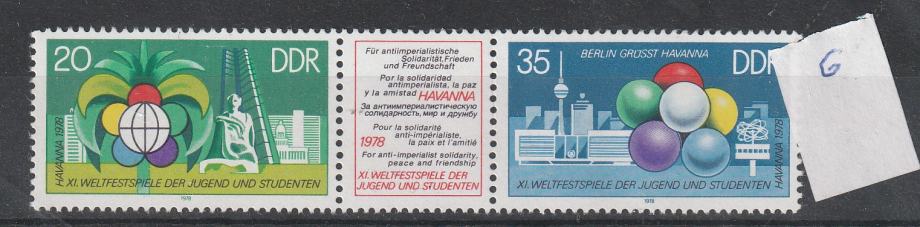 20
DDR
HAVANNA 1978
XI. WELTFESTSPIELE DER JUGEND UND STUDENTEN
1978
Für antiimperialistische
Solidarität, Frieden
und Freundschaft
Por la solidaridad
antimperialista, la paz
y la amistad HAVANNA
За антиимпериалистическую
солидарность, мир и дружбу
Pour la solidarité
1978 anti-impérialiste,
la paix et l'amitié
For anti-imperialist solidarity,
peace and friendship
XI. WELTFESTSPIELE DER
JUGEND UND STUDENTEN
35
BERLIN GRÜSST HAVANNA
DDR
HAVANNA 1978
XI. WELTFESTSPIELE DER JUGEND UND STUDENTEN
1978
G